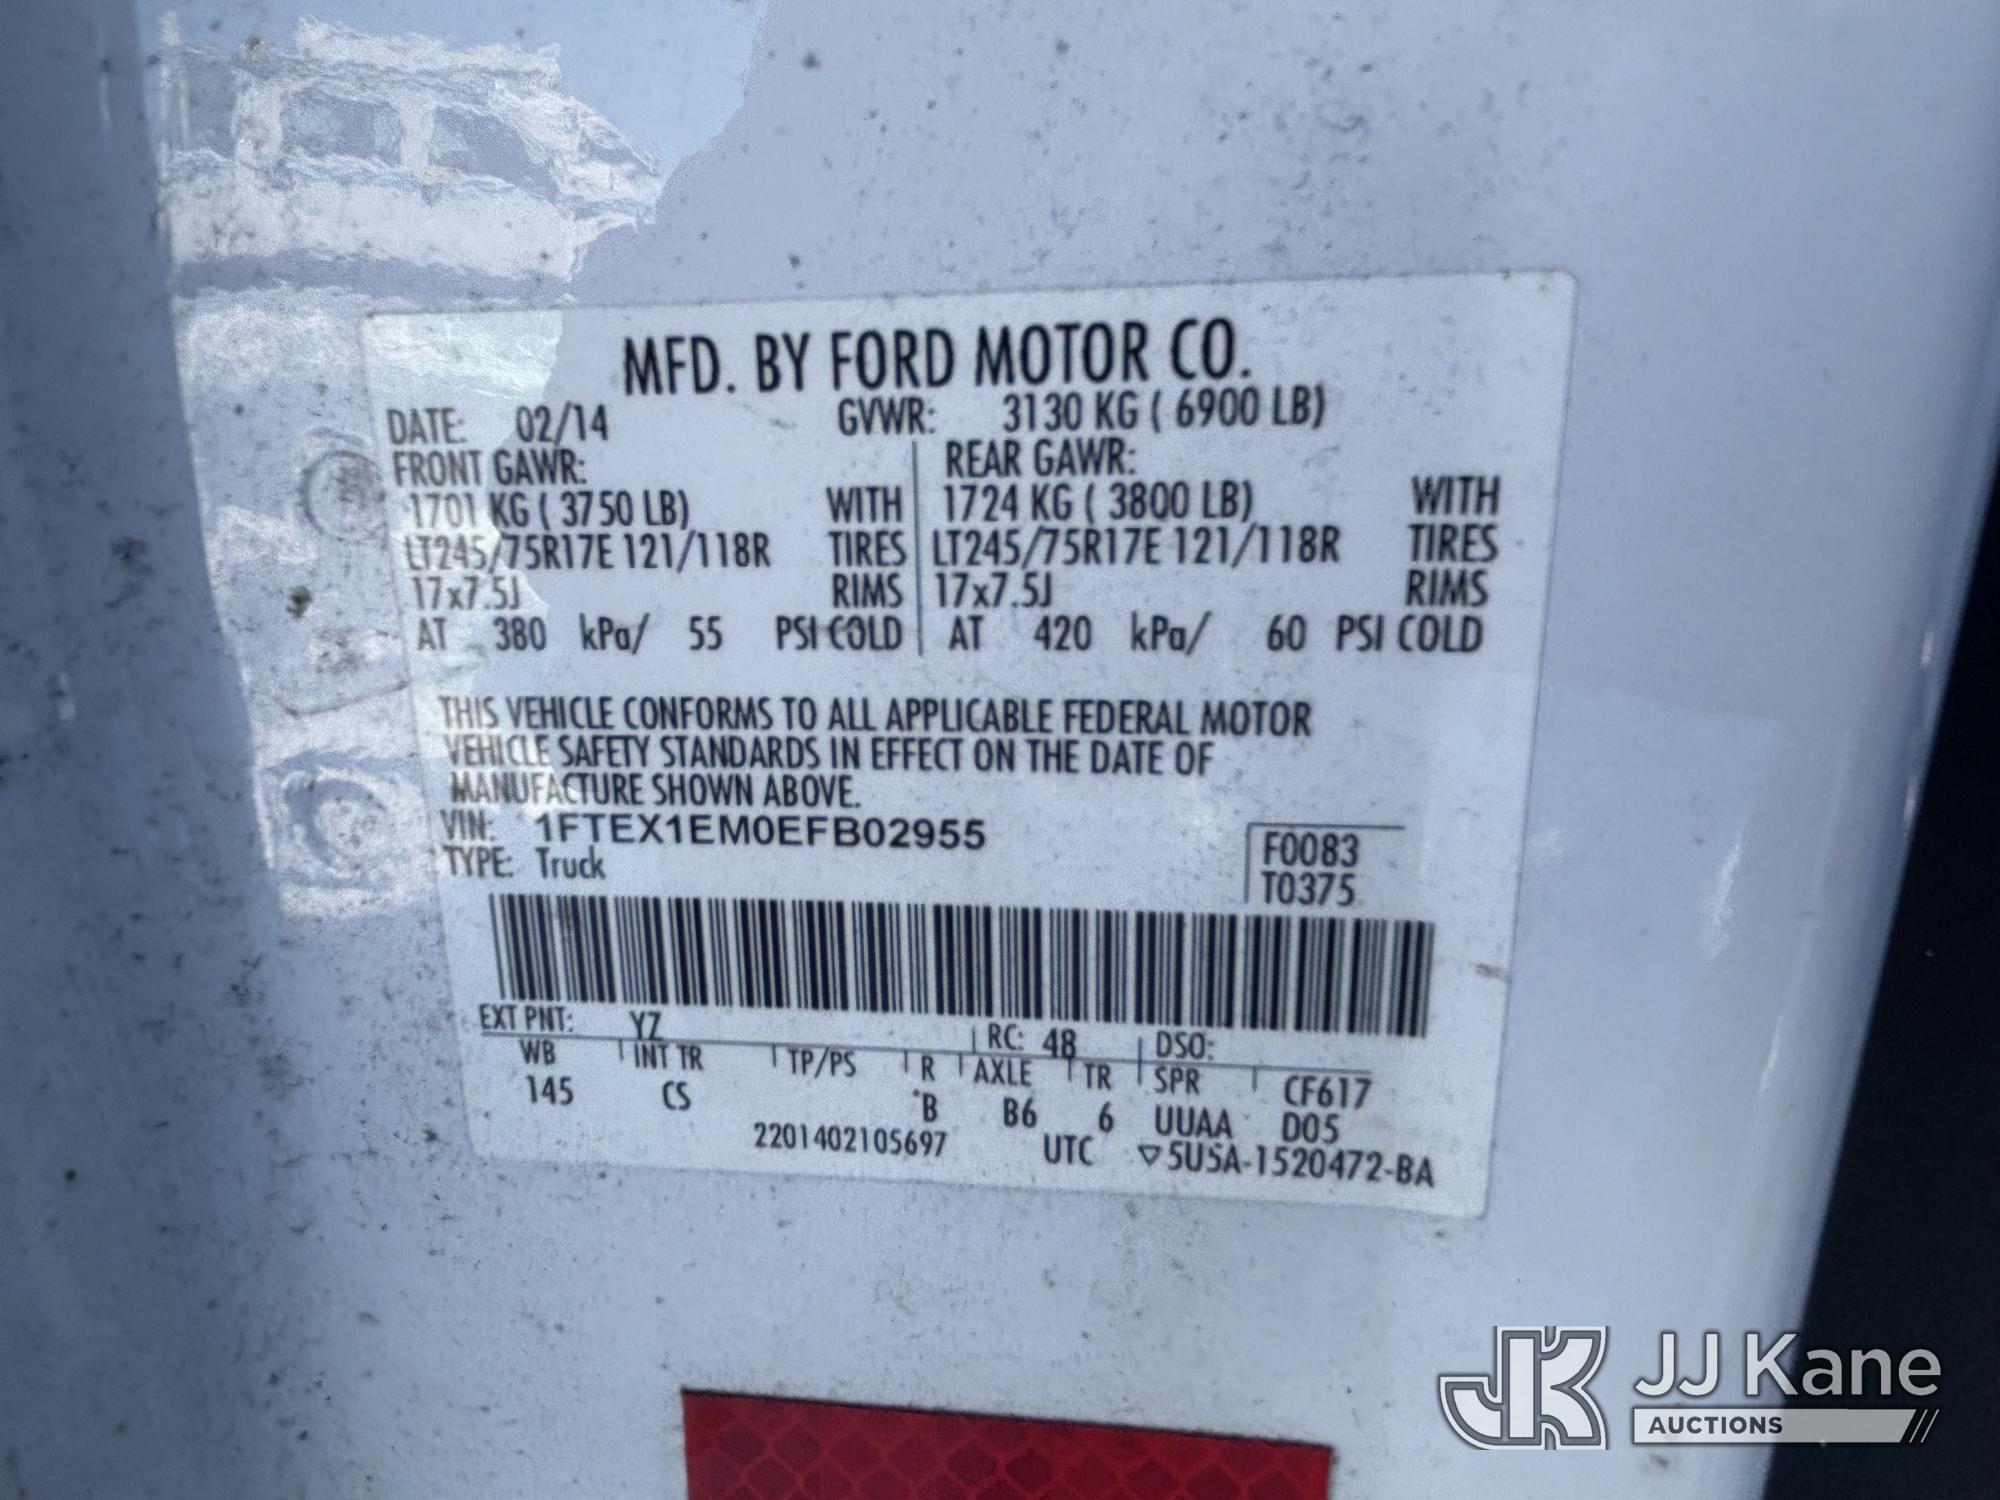 MFD. BY FORD MOTOR CO.
DATE: 02/14 GVWR: 3130 KG ( 6900 LB)
FRONT GAWR: REAR GAWR:
1701 KG ( 3750 LB) WITH 1724 KG ( 3800 LB) WITH
LT245/75R17E 121/118R TIRES LT245/75R17E 121/118R TIRES
17x7.5J RIMS 17x7.5J RIMS
AT 380 kPa/ 55 PSI COLD AT 420 kPa/ 60 PSI COLD
THIS VEHICLE CONFORMS TO ALL APPLICABLE FEDERAL MOTOR
VEHICLE SAFETY STANDARDS IN EFFECT ON THE DATE OF
MANUFACTURE SHOWN ABOVE.
VIN: 1FTEX1EM0EFB02955
TYPE: Truck
F0083
T0375
EXT PNT: YZ RC: 48 DSO:
WB INT TR TP/PS R AXLE TR SPR CF617
145 CS B B6 6 UUAA D05
2201402105697 UTC ▽5U5A-1520472-BA
JK JJ Kane
AUCTIONS